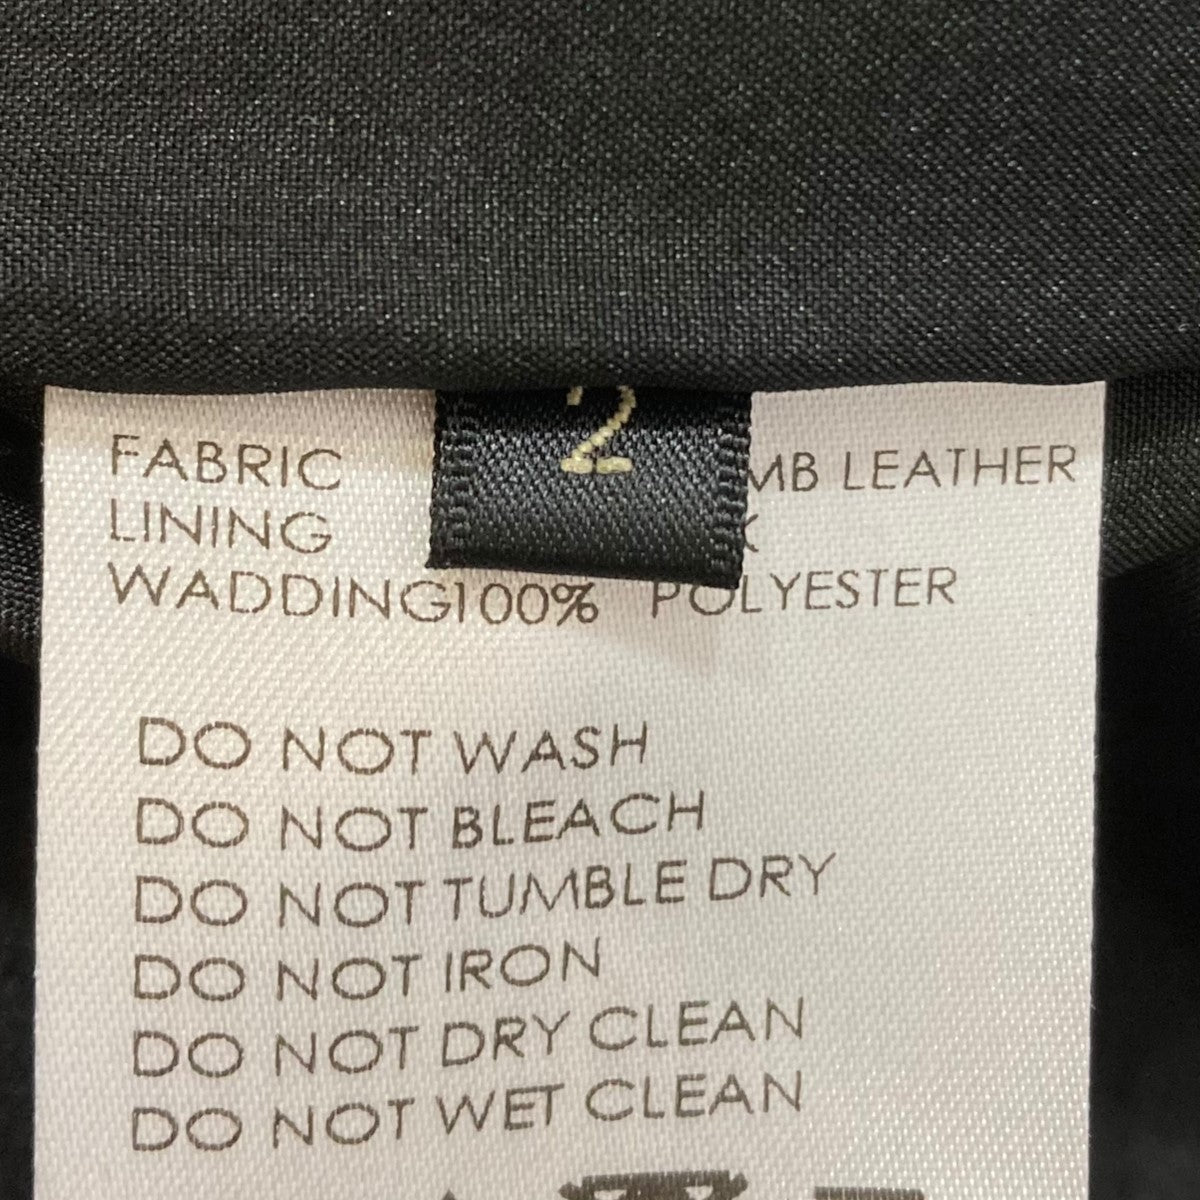 2
FABRIC LEATHER
LINING
WADDING100% POLYESTER
DO NOT WASH
DO NOT BLEACH
DO NOT TUMBLE DRY
DO NOT IRON
DO NOT DRY CLEAN
DO NOT WET CLEAN